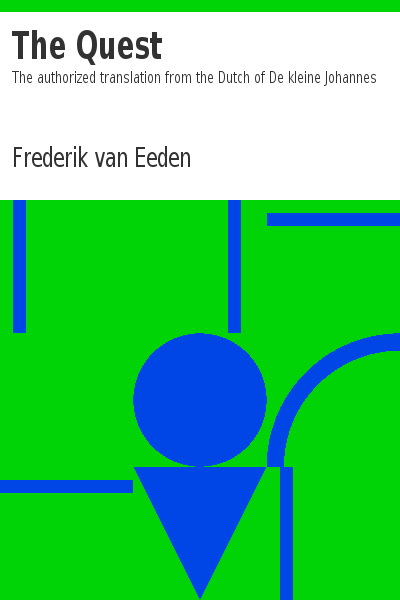 The Quest
The authorized translation from the Dutch of De kleine Johannes
Frederik van Eeden